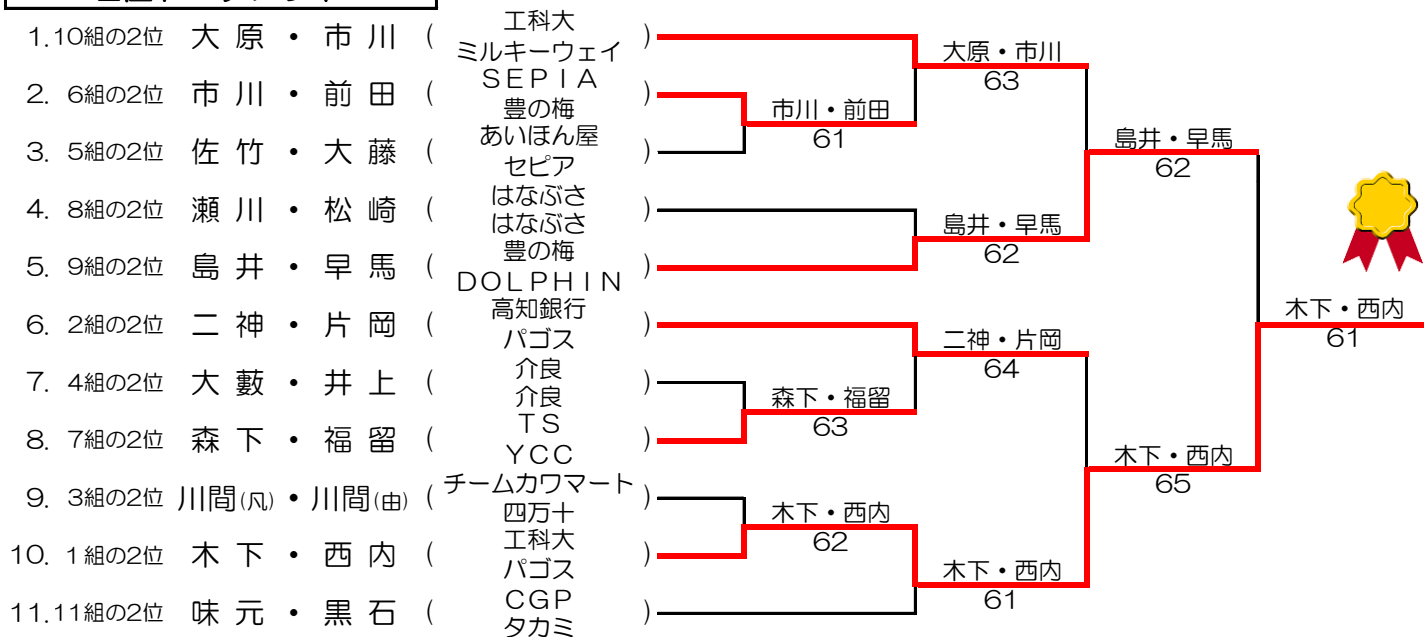 1.10組の2位 大原・市川 ( 工科大 ミルキーウェイ )
2. 6組の2位 市川・前田 ( SEPIA 豊の梅 )
3. 5組の2位 佐竹・大藤 ( あいほん屋 セピア )
4. 8組の2位 瀬川・松崎 ( はなぶさ はなぶさ )
5. 9組の2位 島井・早馬 ( 豊の梅 DOLPHIN )
6. 2組の2位 二神・片岡 ( 高知銀行 パゴス )
7. 4組の2位 大藪・井上 ( 介良 介良 )
8. 7組の2位 森下・福留 ( TS YCC )
9. 3組の2位 川間(凡)・川間(由) ( チームカワマート 四万十 )
10. 1組の2位 木下・西内 ( 工科大 パゴス )
11.11組の2位 味元・黒石 ( CGP タカミ )
市川・前田
61
森下・福留
63
木下・西内
62
大原・市川
63
島井・早馬
62
二神・片岡
64
木下・西内
61
島井・早馬
62
木下・西内
65
木下・西内
61